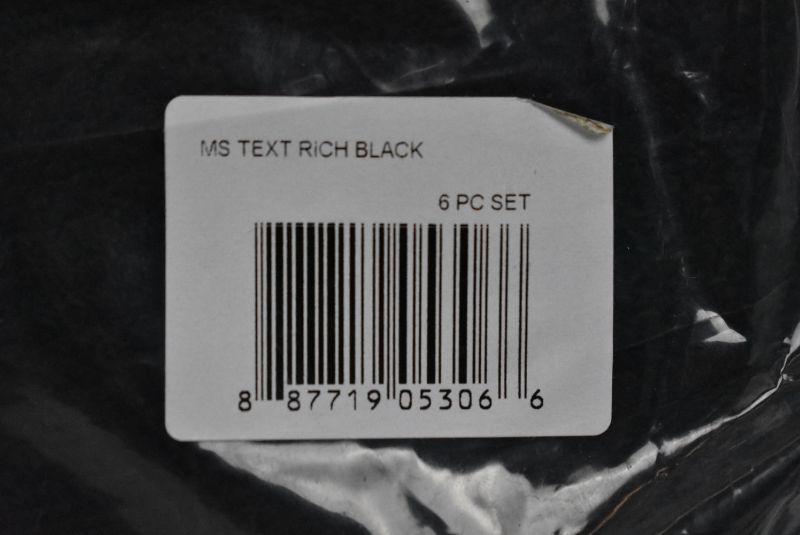 MS TEXT RICH BLACK
6 PC SET
8 87719 05306 6